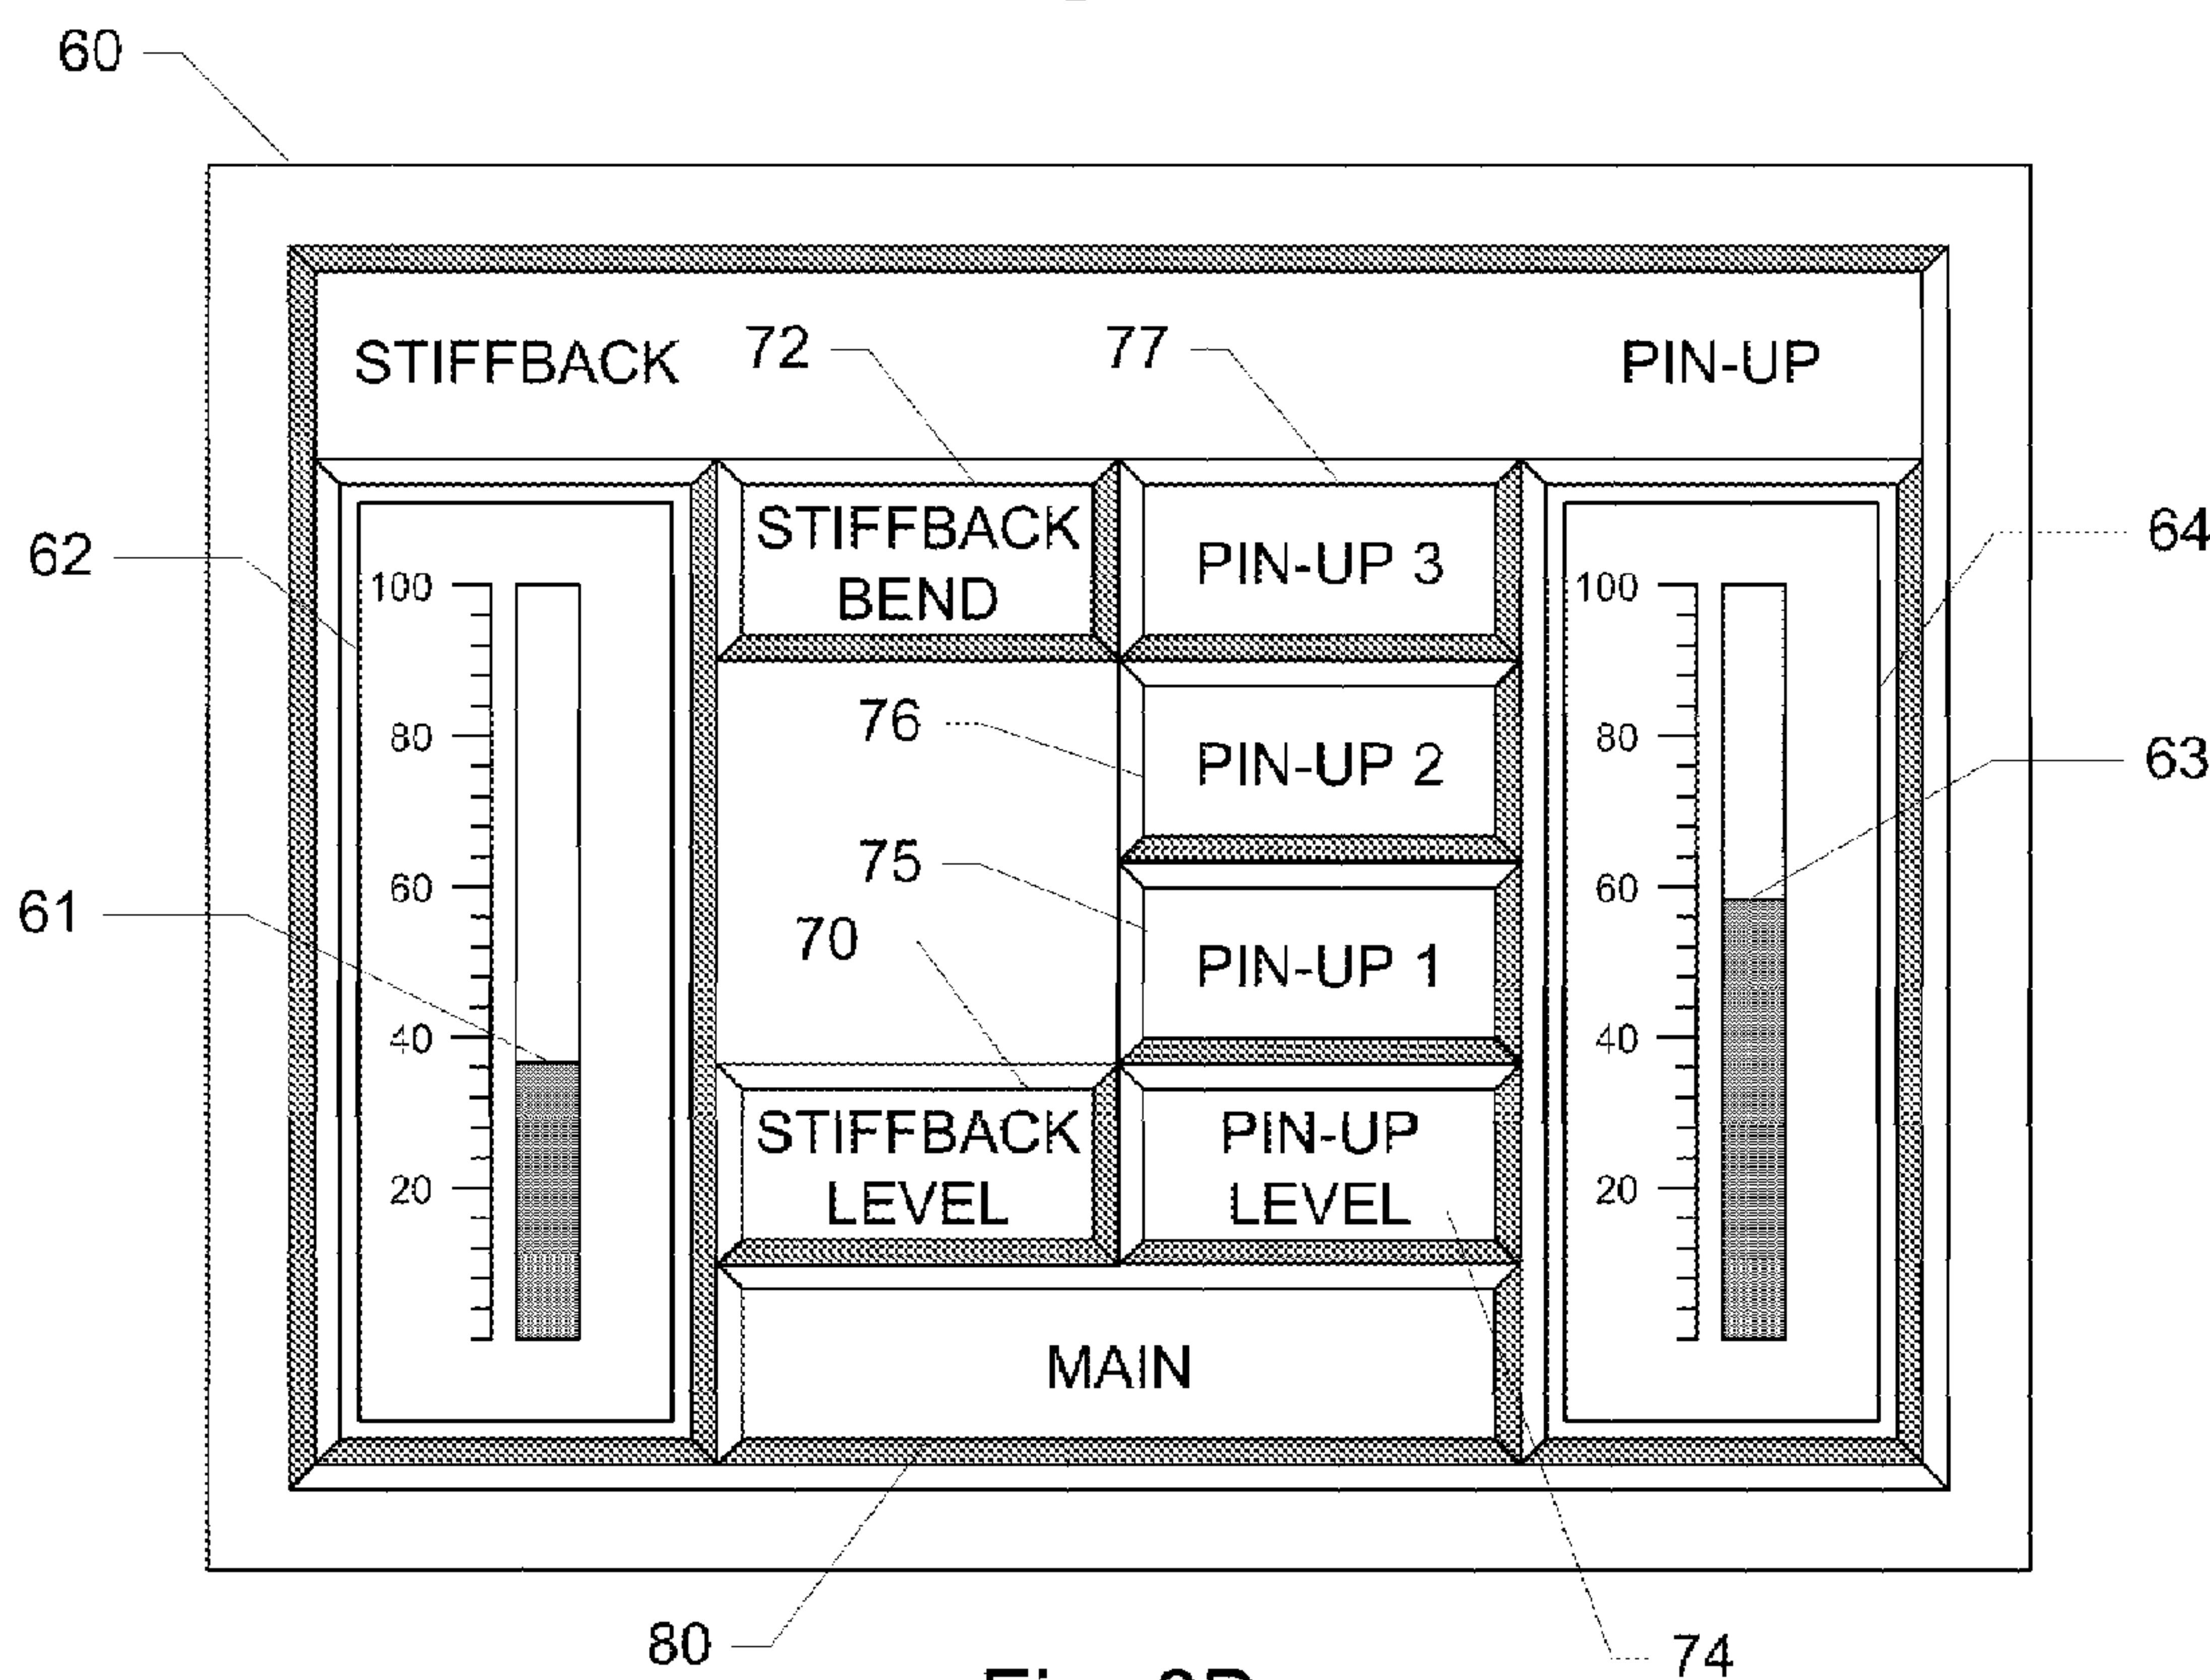 60
STIFFBACK 72 77 PIN-UP
62
64
STIFFBACK
BEND
PIN-UP 3
100
80
60
40
20
61
76
PIN-UP 2
75
PIN-UP 1
70
STIFFBACK
LEVEL
PIN-UP
LEVEL
MAIN
100
80
60
40
20
63
80
74